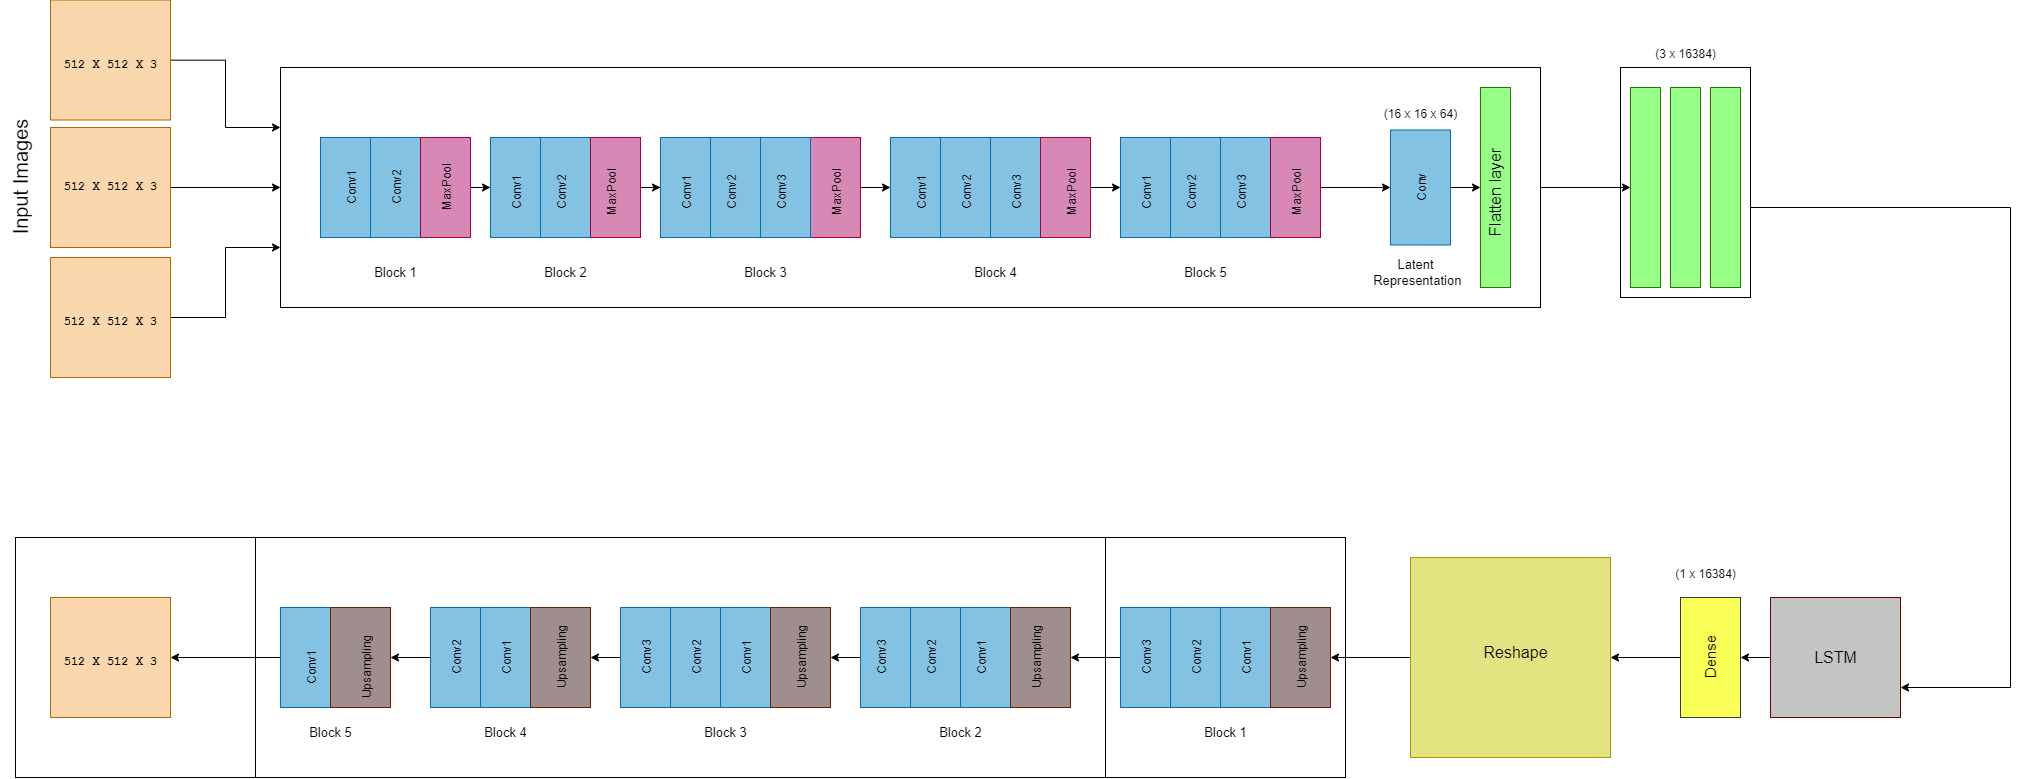 Input Images
512 X 512 X 3
512 X 512 X 3
512 X 512 X 3
Conv1
Conv2
MaxPool
Block 1
Conv1
Conv2
MaxPool
Block 2
Conv1
Conv2
Conv3
MaxPool
Block 3
Conv1
Conv2
Conv3
MaxPool
Block 4
Conv1
Conv2
Conv3
MaxPool
Block 5
(16 x 16 x 64)
Conv
Latent
Representation
Flatten layer
(3 x 16384)
512 X 512 X 3
Conv1
Upsampling
Block 5
Conv2
Conv1
Upsampling
Block 4
Conv3
Conv2
Conv1
Upsampling
Block 3
Conv3
Conv2
Conv1
Upsampling
Block 2
Conv3
Conv2
Conv1
Upsampling
Block 1
Reshape
(1 x 16384)
Dense
LSTM